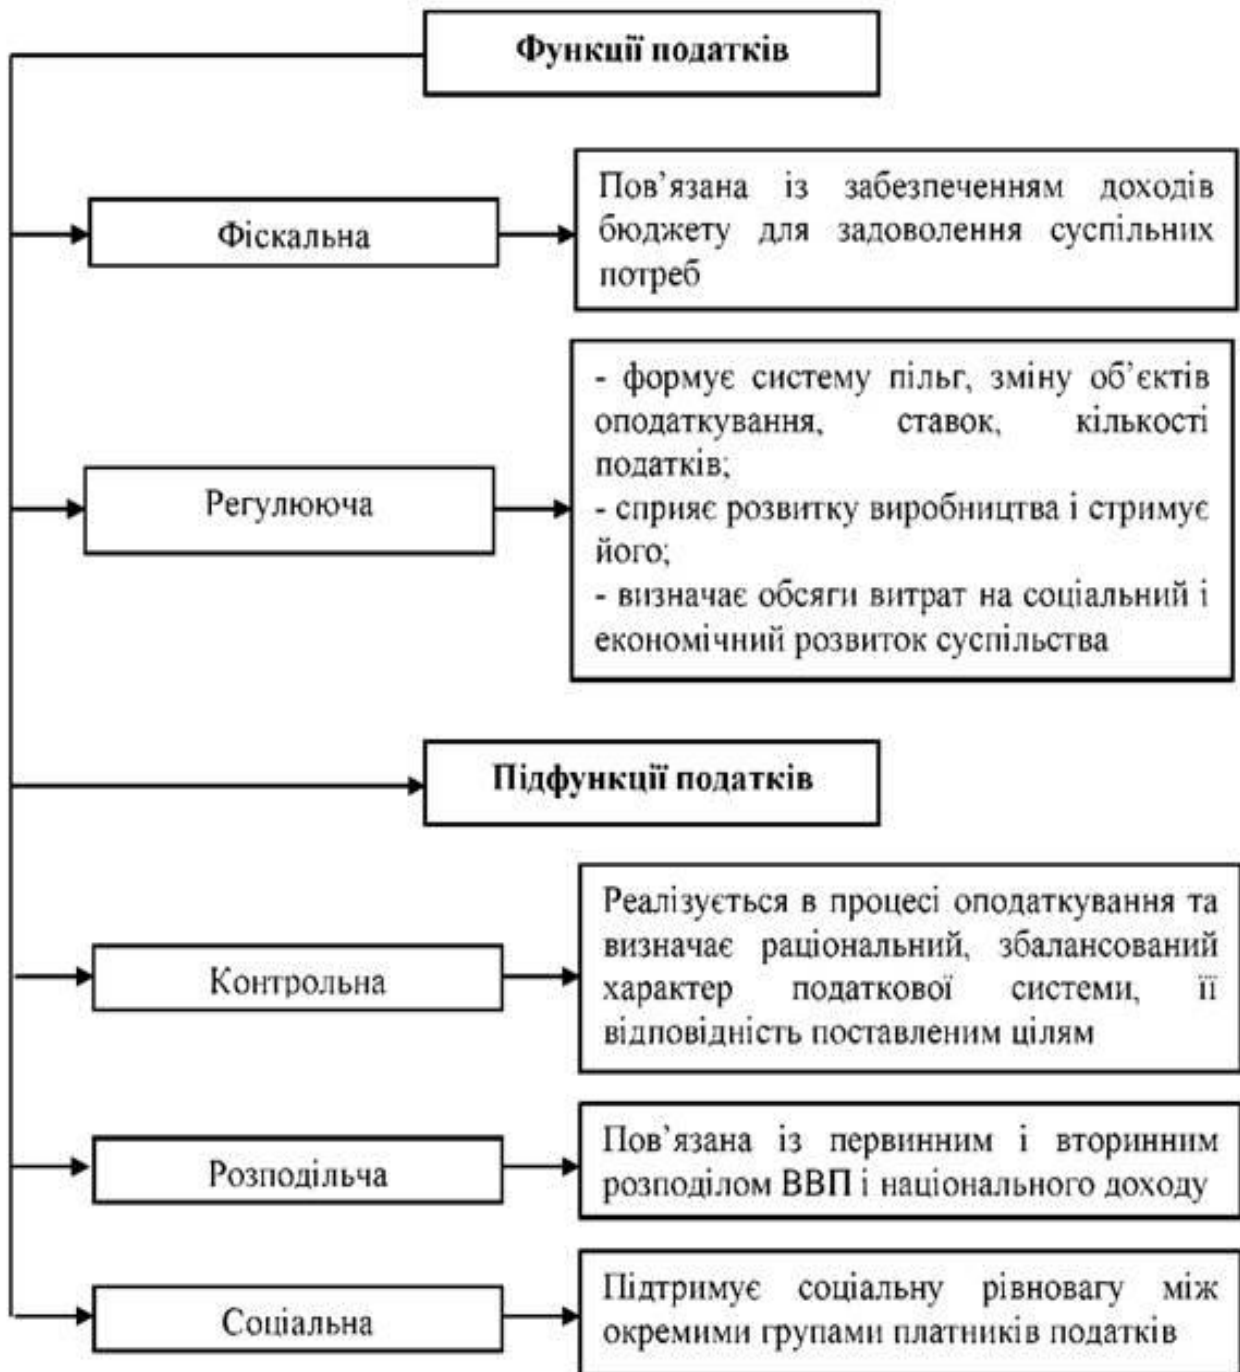 Функції податків
Фіскальна
Пов’язана із забезпеченням доходів
бюджету для задоволення суспільних
потреб
Регулююча
- формує систему пільг, зміну об’єктів
оподаткування, ставок, кількості
податків;
- сприяє розвитку виробництва і стримує
його;
- визначає обсяги витрат на соціальний і
економічний розвиток суспільства
Підфункції податків
Контрольна
Реалізується в процесі оподаткування та
визначає раціональний, збалансований
характер податкової системи, її
відповідність поставленим цілям
Розподільча
Пов’язана із первинним і вторинним
розподілом ВВП і національного доходу
Соціальна
Підтримує соціальну рівновагу між
окремими групами платників податків